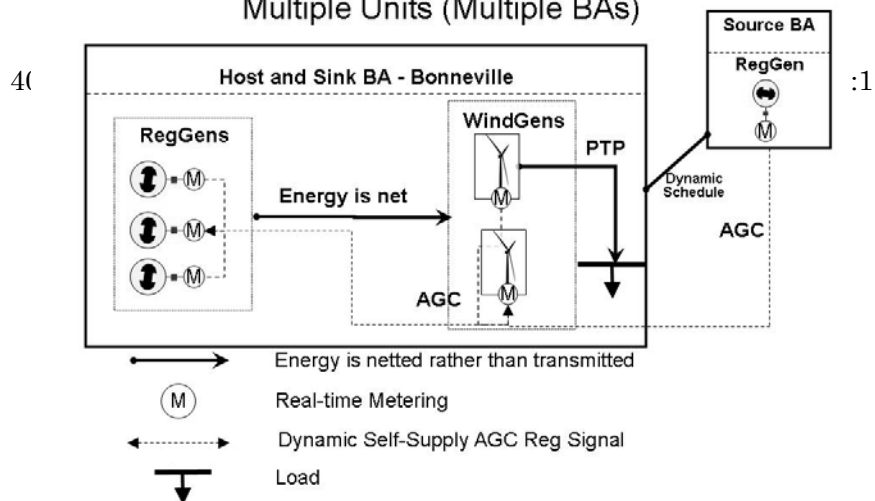 Multiple Units (Multiple BAs)
Source BA
Host and Sink BA - Bonneville
RegGen
:1
M
WindGens
RegGens
PTP
M
Energy is net
M
Dynamic
Schedule
M
AGC
M
AGC
M
Energy is netted rather than transmitted
M
Real-time Metering
Dynamic Self-Supply AGC Reg Signal
Load